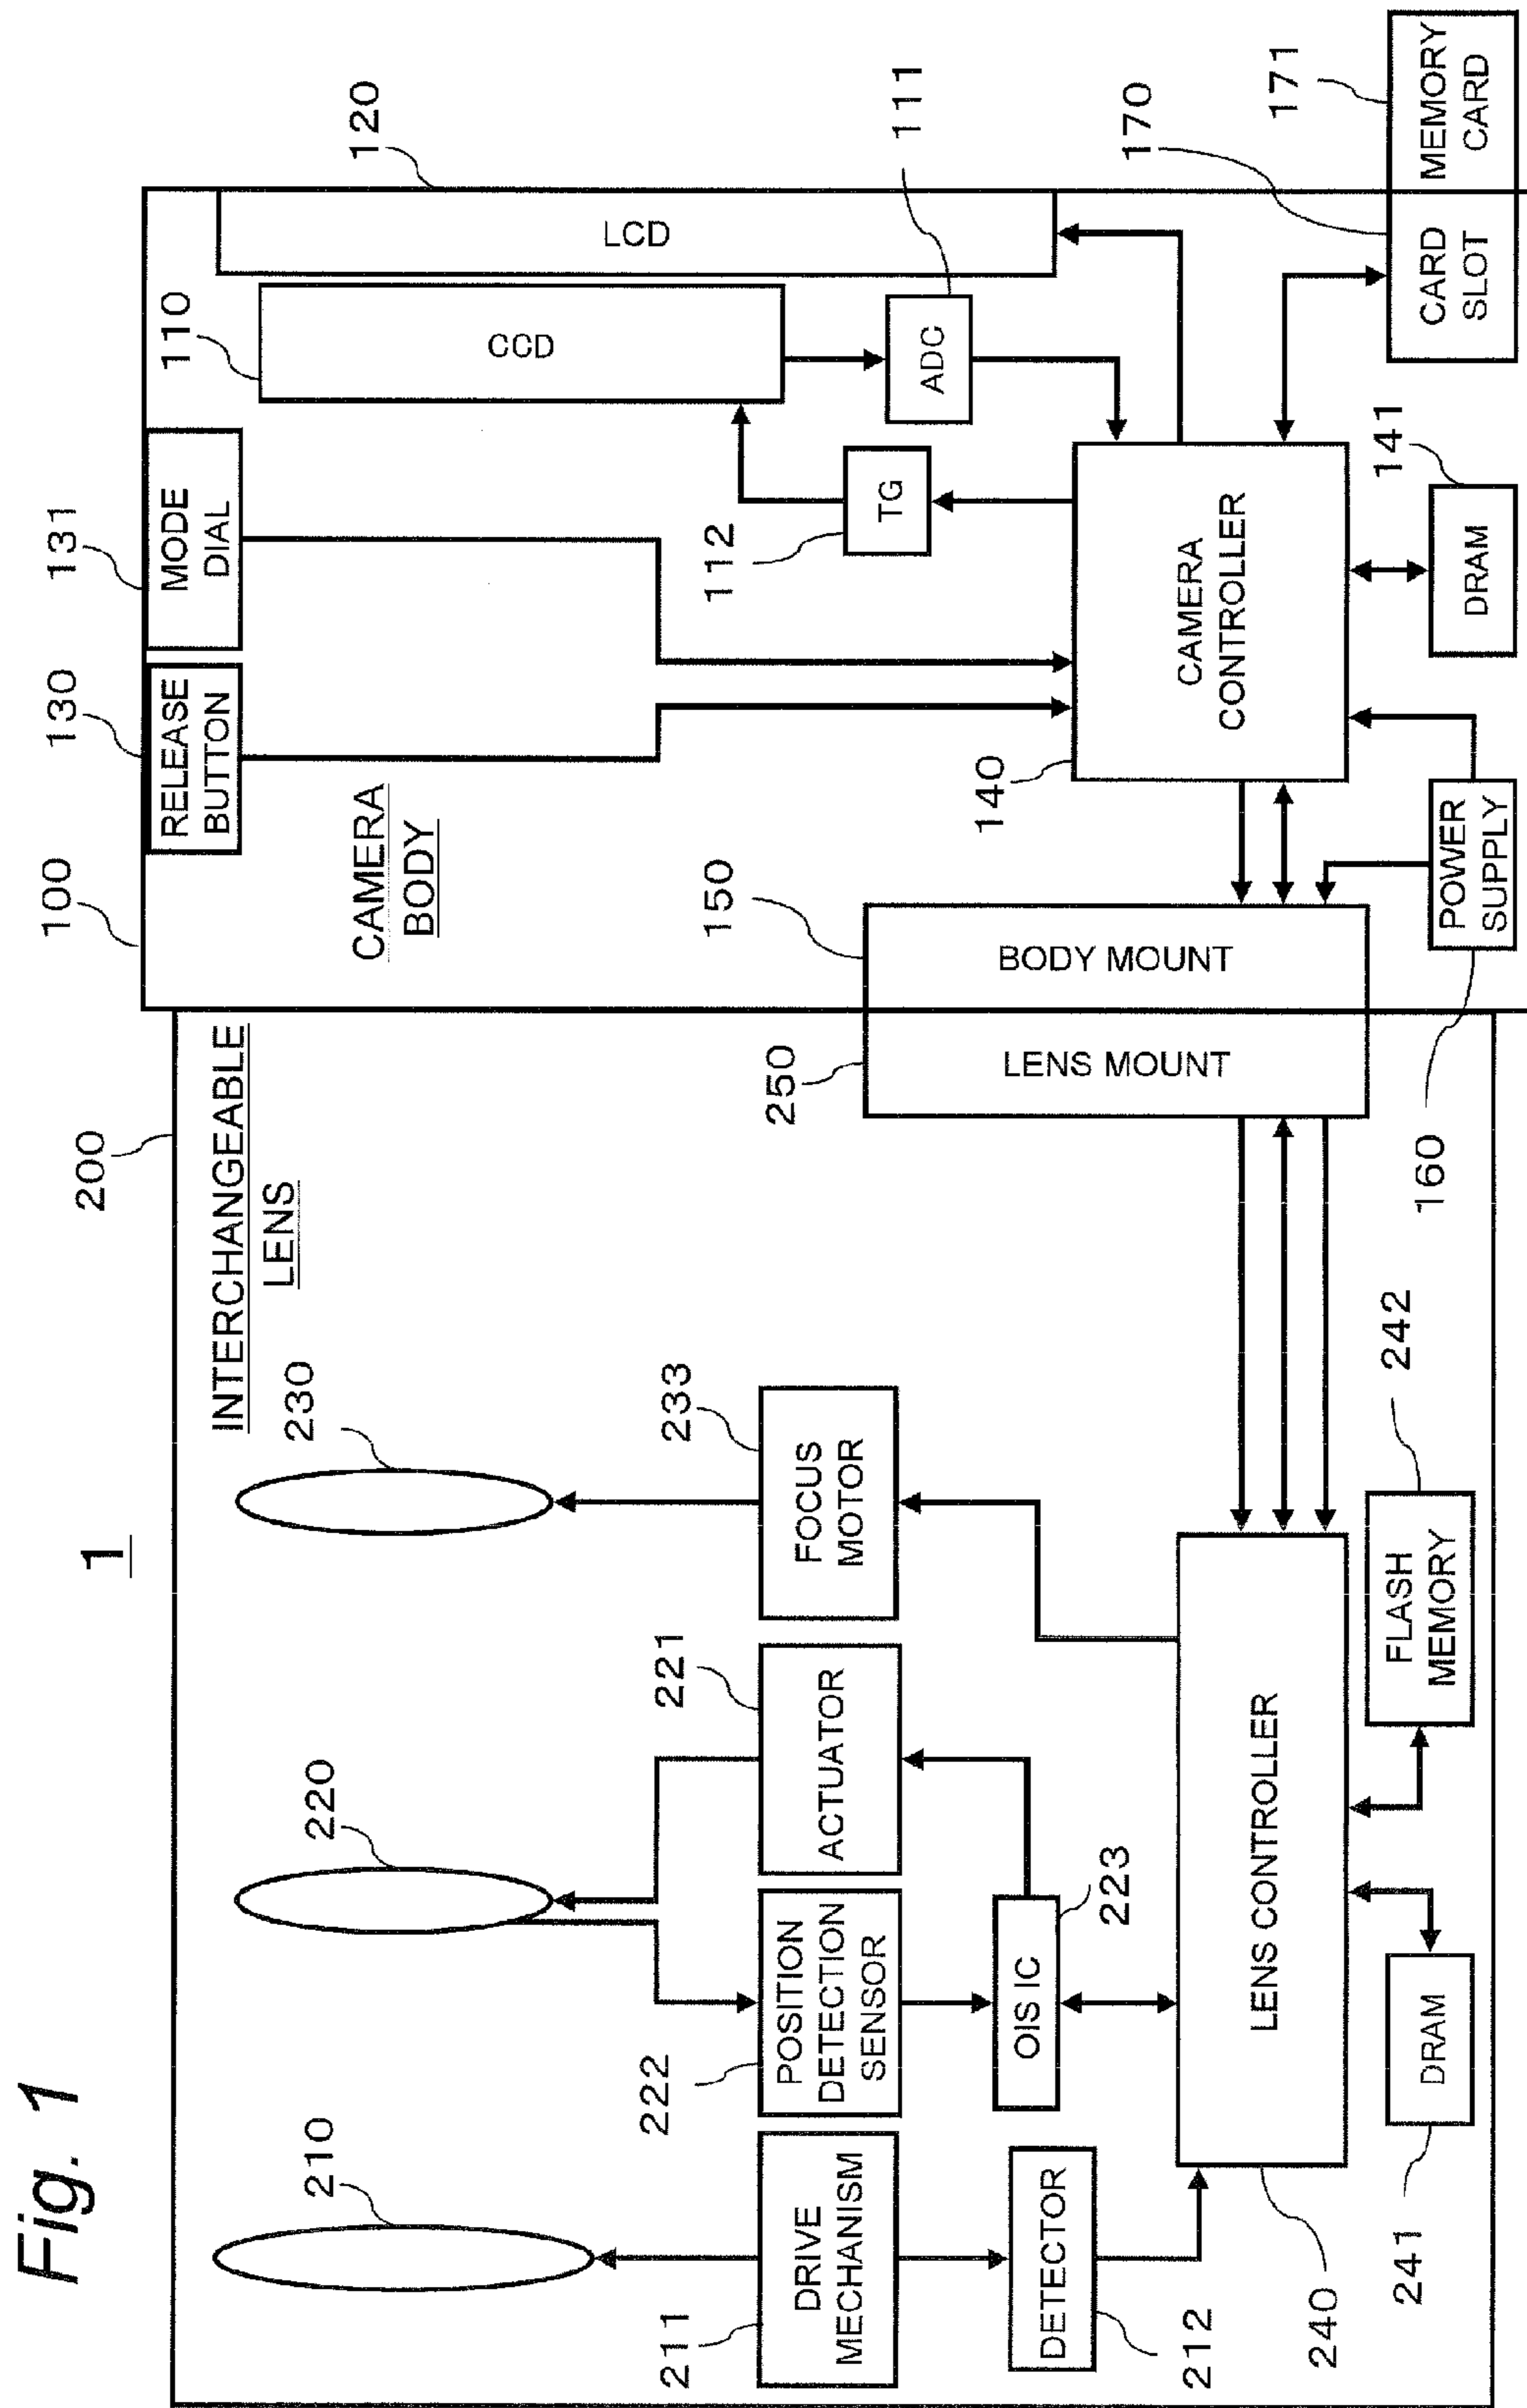 Fig. 1
1
200
100
130
131
120
INTERCHANGEABLE
LENS
CAMERA
BODY
RELEASE
BUTTON
MODE
DIAL
110
CCD
LCD
210
220
230
211
DRIVE
MECHANISM
222
POSITION
DETECTION
SENSOR
221
ACTUATOR
233
FOCUS
MOTOR
250
LENS MOUNT
150
BODY MOUNT
112
TG
ADC
111
212
DETECTOR
OIS IC
223
240
LENS CONTROLLER
140
CAMERA
CONTROLLER
170
171
241
DRAM
FLASH
MEMORY
242
160
POWER
SUPPLY
DRAM
141
CARD
SLOT
MEMORY
CARD